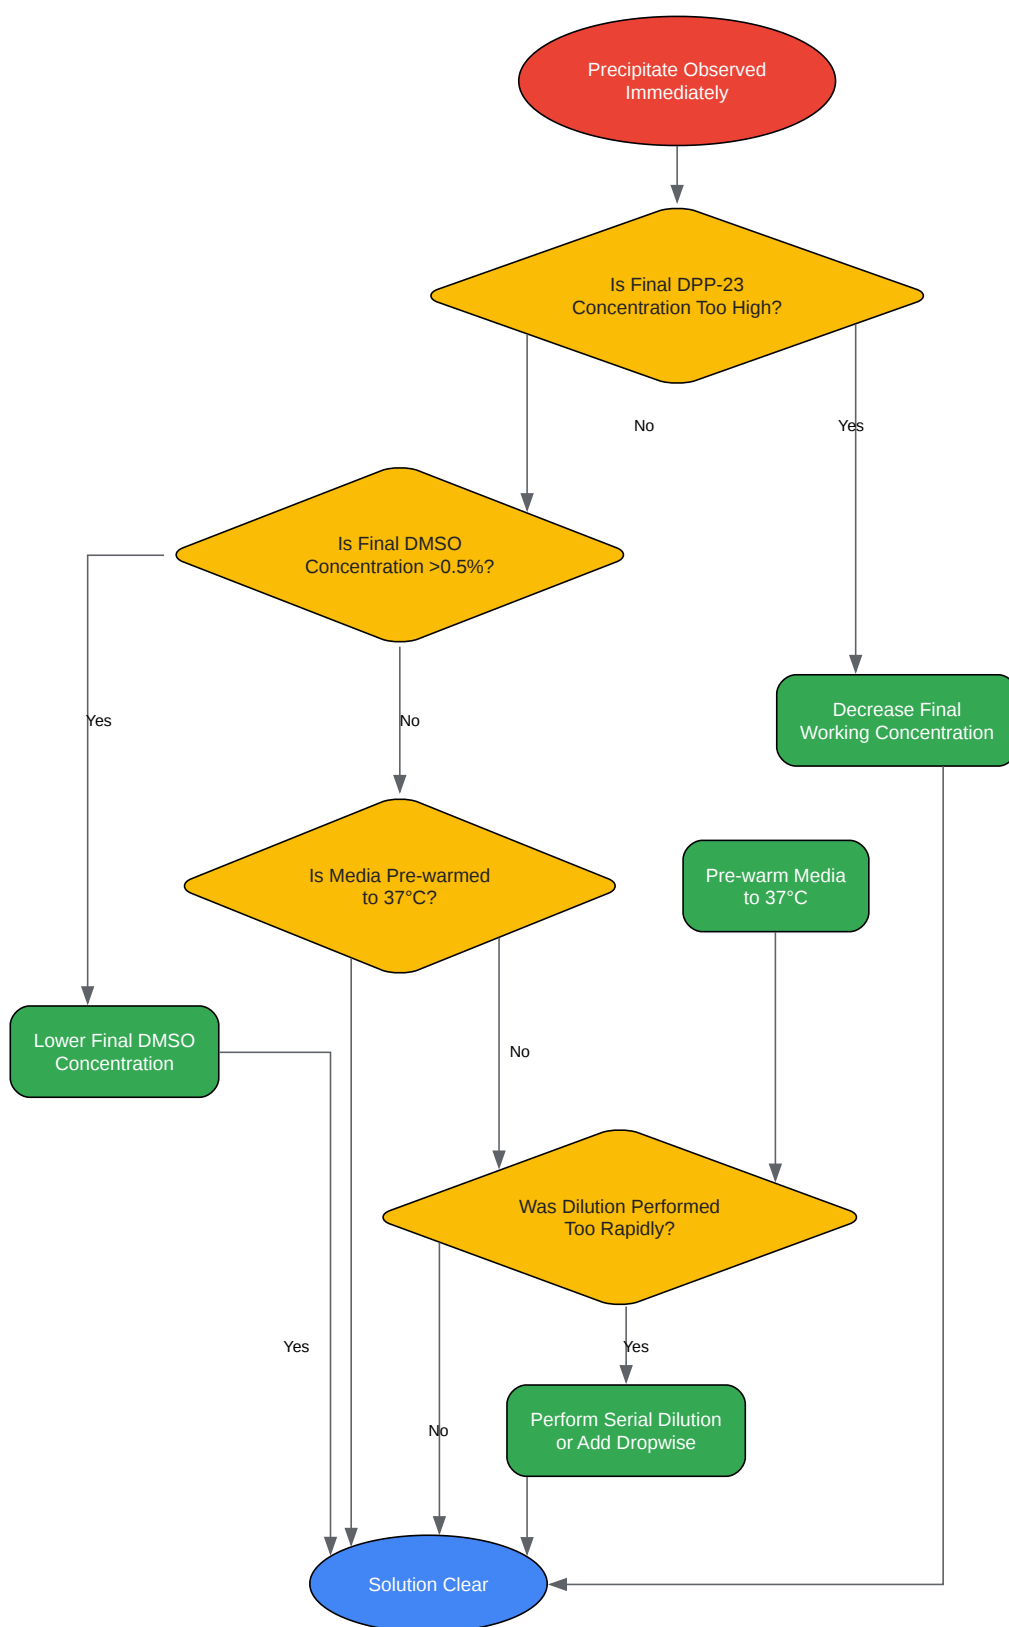 Precipitate Observed
Immediately
Is Final DPP-23
Concentration Too High?
No
Yes
Is Final DMSO
Concentration >0.5%?
Yes
No
Decrease Final
Working Concentration
Is Media Pre-warmed
to 37°C?
Pre-warm Media
to 37°C
Lower Final DMSO
Concentration
No
Was Dilution Performed
Too Rapidly?
Yes
Yes
No
Perform Serial Dilution
or Add Dropwise
Solution Clear